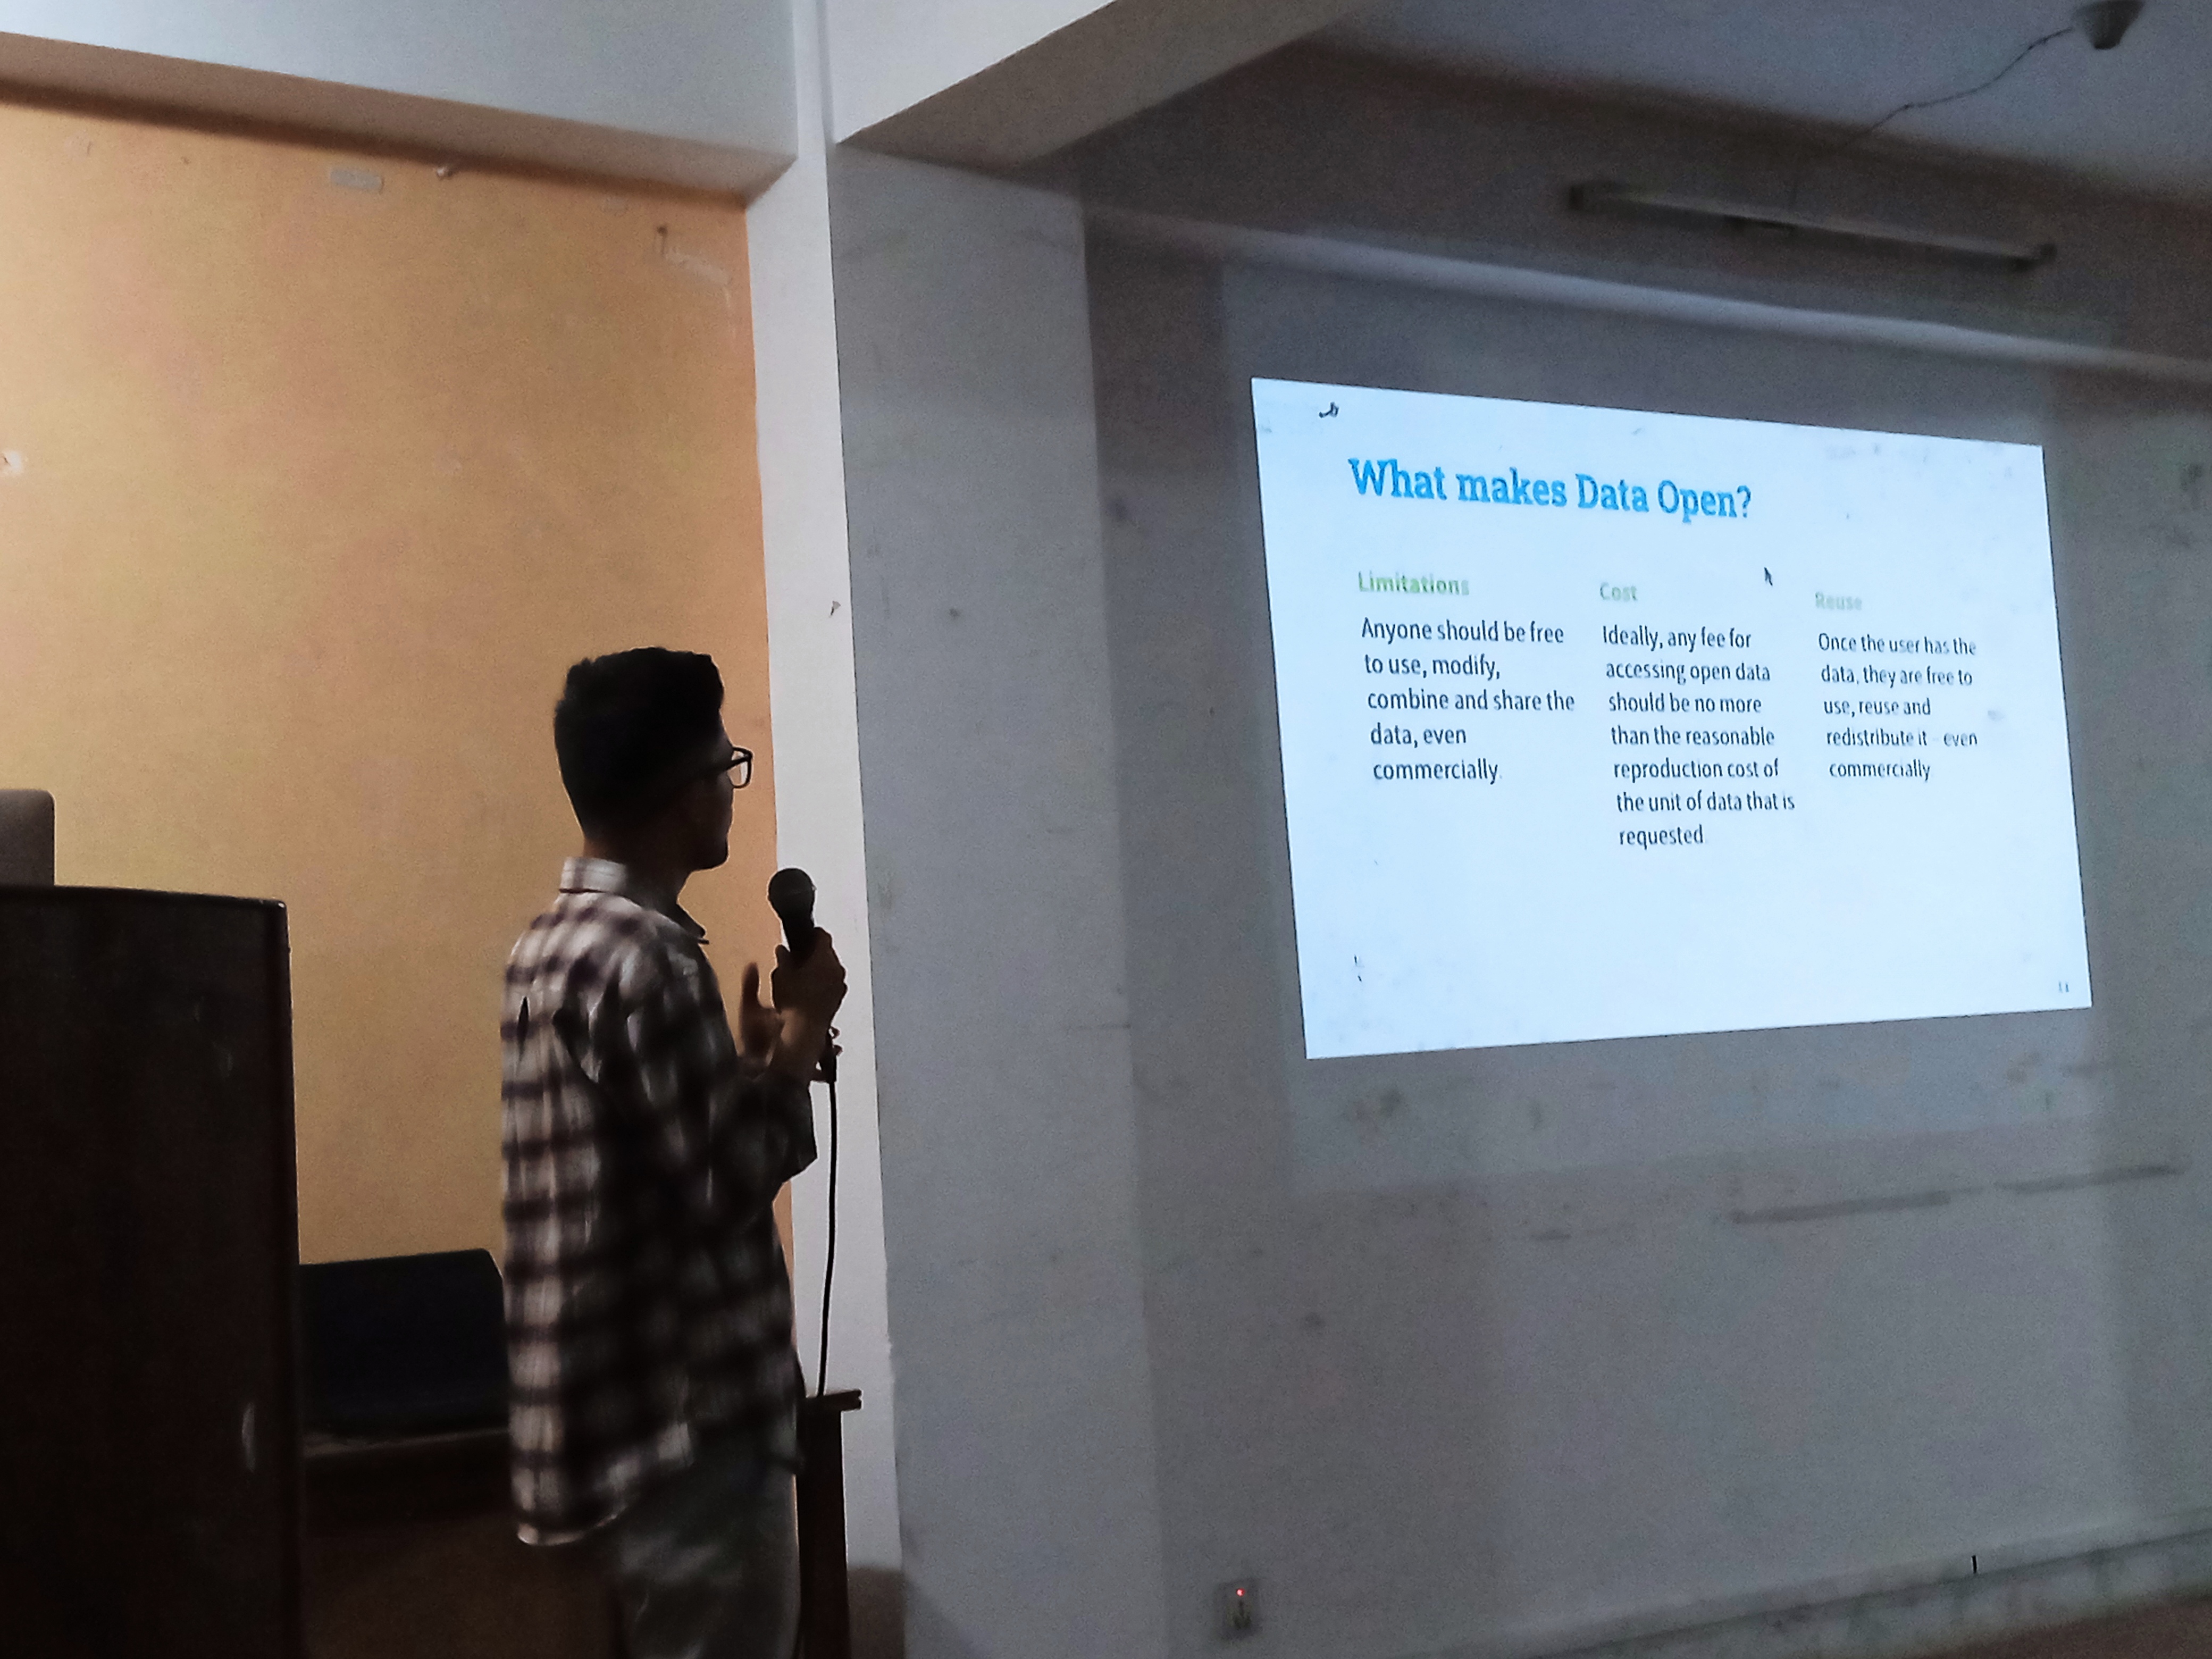 What makes Data Open?
Limitations
Anyone should be free
to use, modify,
combine and share the
data, even
commercially.
Cost
Ideally, any fee for
accessing open data
should be no more
than the reasonable
reproduction cost of
the unit of data that is
requested.
Reuse
Once the user has the
data, they are free to
use, reuse and
redistribute it - even
commercially